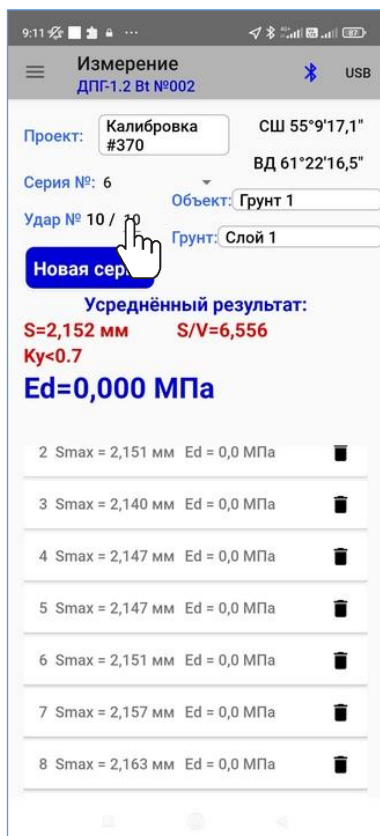 9:11
Измерение
ДПГ-1.2 Bt №002
USB
Проект: Калибровка #370
СШ 55°9'17,1"
ВД 61°22'16,5"
Серия №: 6
Объект: Грунт 1
Удар № 10 / 10
Грунт: Слой 1
Новая сери
Усреднённый результат:
S=2,152 мм S/V=6,556
Ку<0.7
Ed=0,000 МПа
2 Smax = 2,151 мм Ed = 0,0 МПа
3 Smax = 2,140 мм Ed = 0,0 МПа
4 Smax = 2,147 мм Ed = 0,0 МПа
5 Smax = 2,147 мм Ed = 0,0 МПа
6 Smax = 2,151 мм Ed = 0,0 МПа
7 Smax = 2,157 мм Ed = 0,0 МПа
8 Smax = 2,163 мм Ed = 0,0 МПа